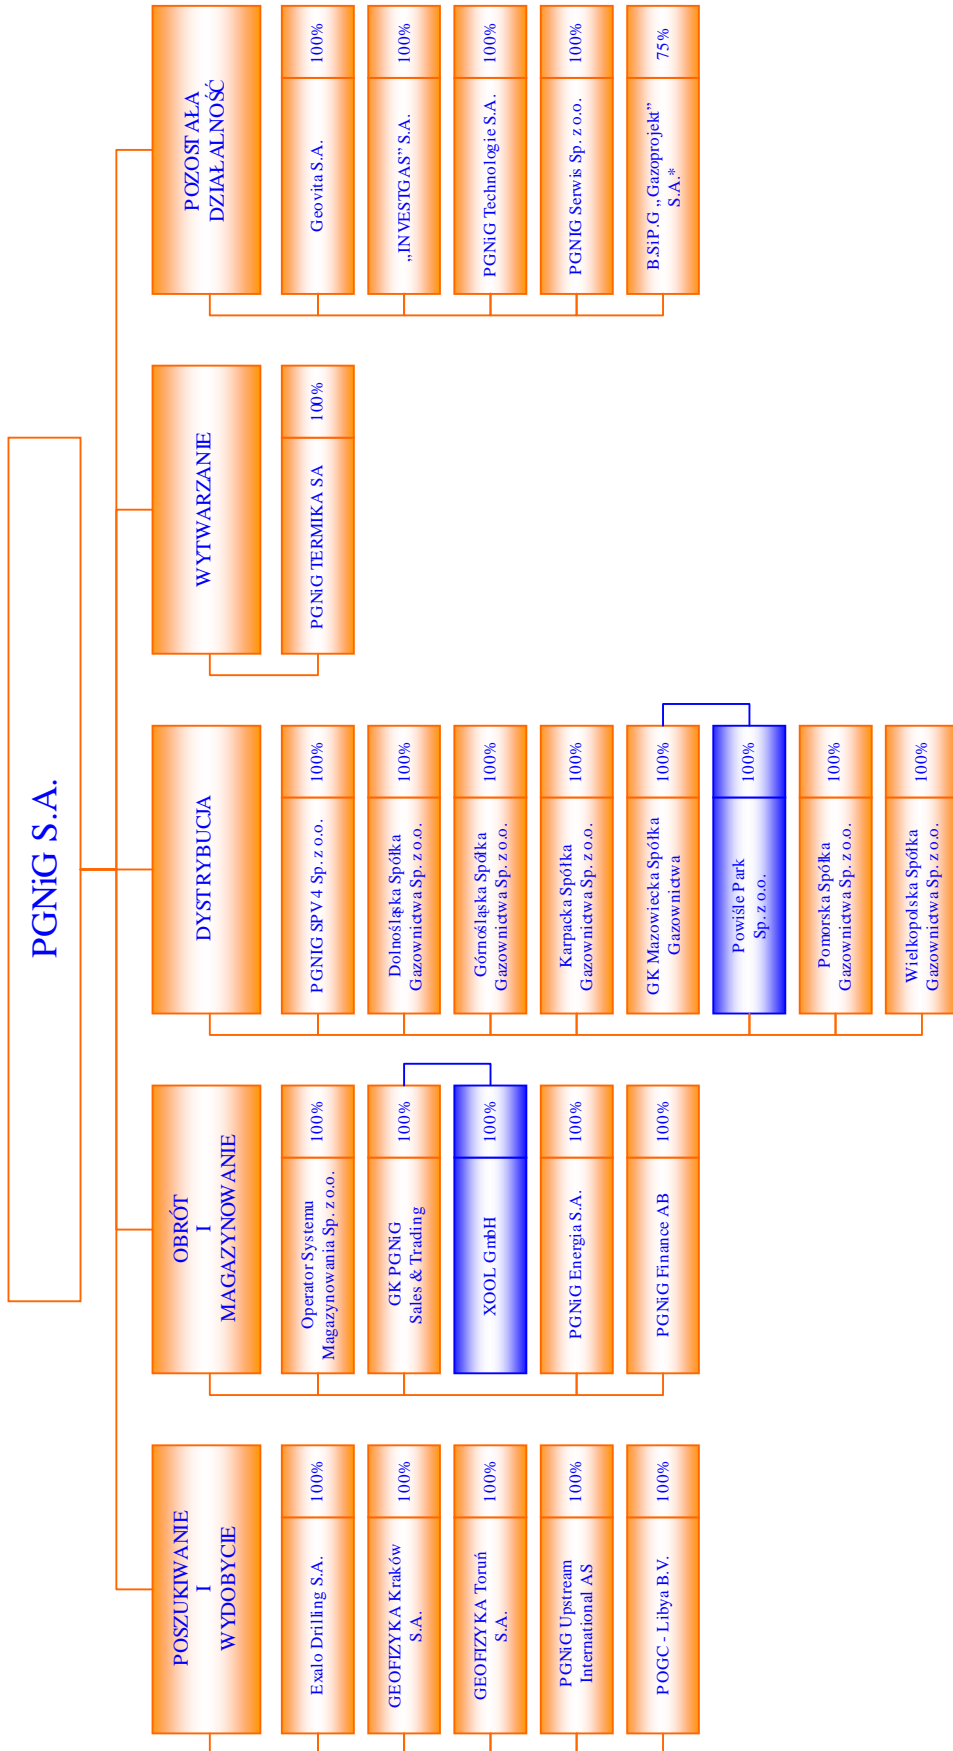 PGNiG S.A.
POSZUKIWANIE
I
WYDOBYCIE
Exalo Drilling S.A.
100%
GEOFIZYKA Kraków
S.A.
100%
GEOFIZYKA Toruń
S.A.
100%
PGNiG Upstream
International AS
100%
POGC - Libya B.V.
100%
OBRÓT
I
MAGAZYNOWANIE
Operator Systemu
Magazynowania Sp. z o.o.
100%
GK PGNiG
Sales & Trading
100%
XOOL GmbH
100%
PGNiG Energia S.A.
100%
PGNiG Finance AB
100%
DYSTRYBUCJA
PGNIG SPV 4 Sp. z o.o.
100%
Dolnośląska Spółka
Gazownictwa Sp. z o.o.
100%
Górnośląska Spółka
Gazownictwa Sp. z o.o.
100%
Karpacka Spółka
Gazownictwa Sp. z o.o.
100%
GK Mazowiecka Spółka
Gazownictwa
100%
Powiśle Park
Sp. z o.o.
100%
Pomorska Spółka
Gazownictwa Sp. z o.o.
100%
Wielkopolska Spółka
Gazownictwa Sp. z o.o.
100%
WYTWARZANIE
PGNiG TERMIKA SA
100%
POZOSTAŁA
DZIAŁALNOŚĆ
Geovita S.A.
100%
„INVESTGAS” S.A.
100%
PGNiG Technologie S.A.
100%
PGNIG Serwis Sp. z o.o.
100%
B.SiP.G „Gazoprojekt”
S.A.*
75%